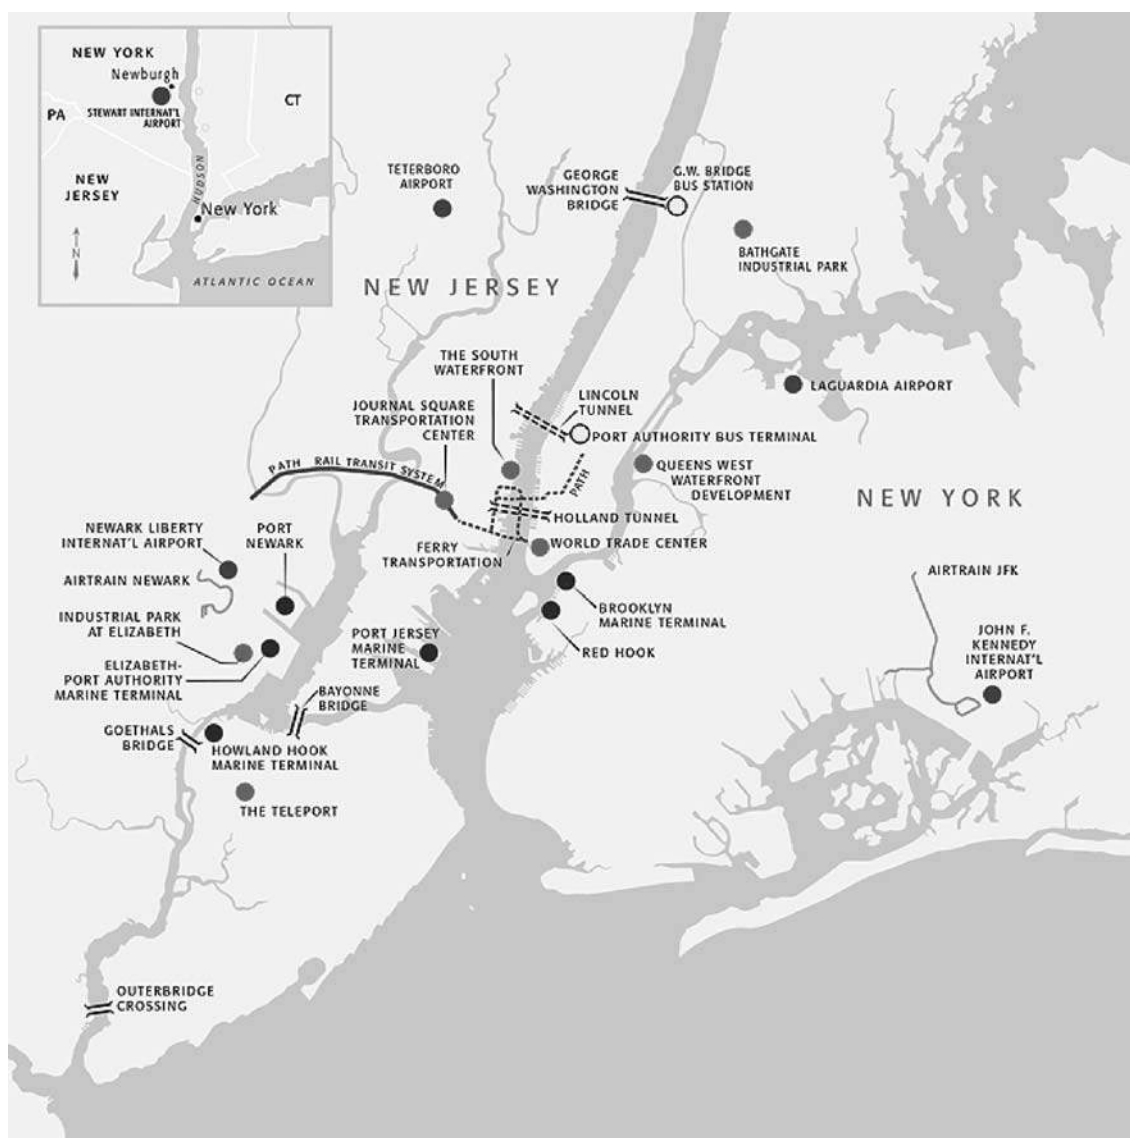 NEW YORK
Newburgh
STEWART INTERNAT'L
AIRPORT
PA
CT
NEW
JERSEY
HUDSON
New York
N
ATLANTIC OCEAN
TETERBORO
AIRPORT
GEORGE
WASHINGTON
BRIDGE
G.W. BRIDGE
BUS STATION
BATHGATE
INDUSTRIAL PARK
NEW JERSEY
THE SOUTH
WATERFRONT
LINCOLN
TUNNEL
LAGUARDIA AIRPORT
JOURNAL SQUARE
TRANSPORTATION
CENTER
PORT AUTHORITY BUS TERMINAL
PATH RAIL TRANSIT SYSTEM
PATH
QUEENS WEST
WATERFRONT
DEVELOPMENT
NEW YORK
HOLLAND TUNNEL
NEWARK LIBERTY
INTERNAT'L AIRPORT
PORT
NEWARK
FERRY
TRANSPORTATION
WORLD TRADE CENTER
AIRTRAIN NEWARK
AIRTRAIN JFK
INDUSTRIAL PARK
AT ELIZABETH
BROOKLYN
MARINE TERMINAL
PORT JERSEY
MARINE
TERMINAL
RED HOOK
JOHN F.
KENNEDY
INTERNAT'L
AIRPORT
ELIZABETH-
PORT AUTHORITY
MARINE TERMINAL
BAYONNE
BRIDGE
GOETHALS
BRIDGE
HOWLAND HOOK
MARINE TERMINAL
THE TELEPORT
OUTERBRIDGE
CROSSING